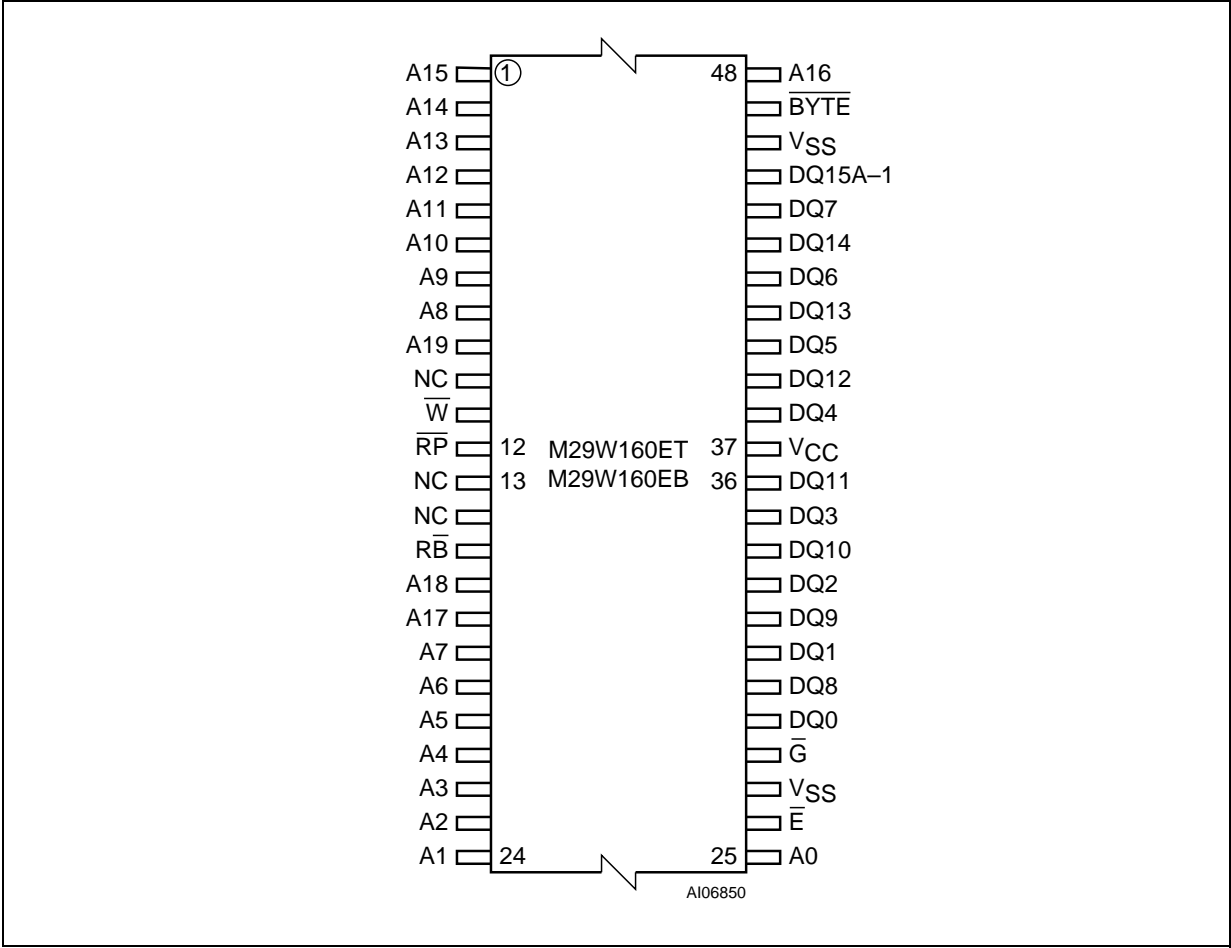 A15 1 48 A16
A14 B̅Y̅T̅E̅
A13 VSS
A12 DQ15A–1
A11 DQ7
A10 DQ14
A9 DQ6
A8 DQ13
A19 DQ5
NC DQ12
W̅ DQ4
R̅P̅ 12 M29W160ET 37 VCC
NC 13 M29W160EB 36 DQ11
NC DQ3
RB̅ DQ10
A18 DQ2
A17 DQ9
A7 DQ1
A6 DQ8
A5 DQ0
A4 G̅
A3 VSS
A2 E̅
A1 24 25 A0
AI06850